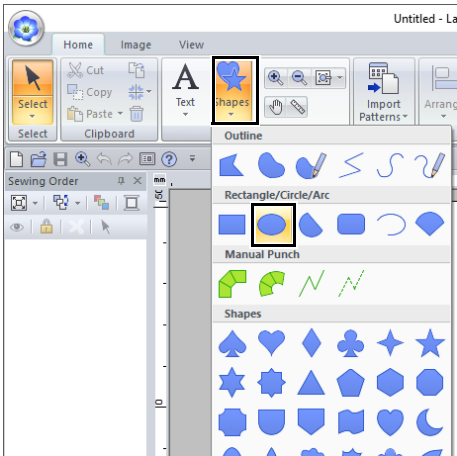 Untitled - La
Home Image View
Select
Select
Cut
Copy
Paste
Clipboard
Text
Shapes
Import
Patterns
Arrang
Outline
Rectangle/Circle/Arc
Manual Punch
Shapes
Sewing Order
mm